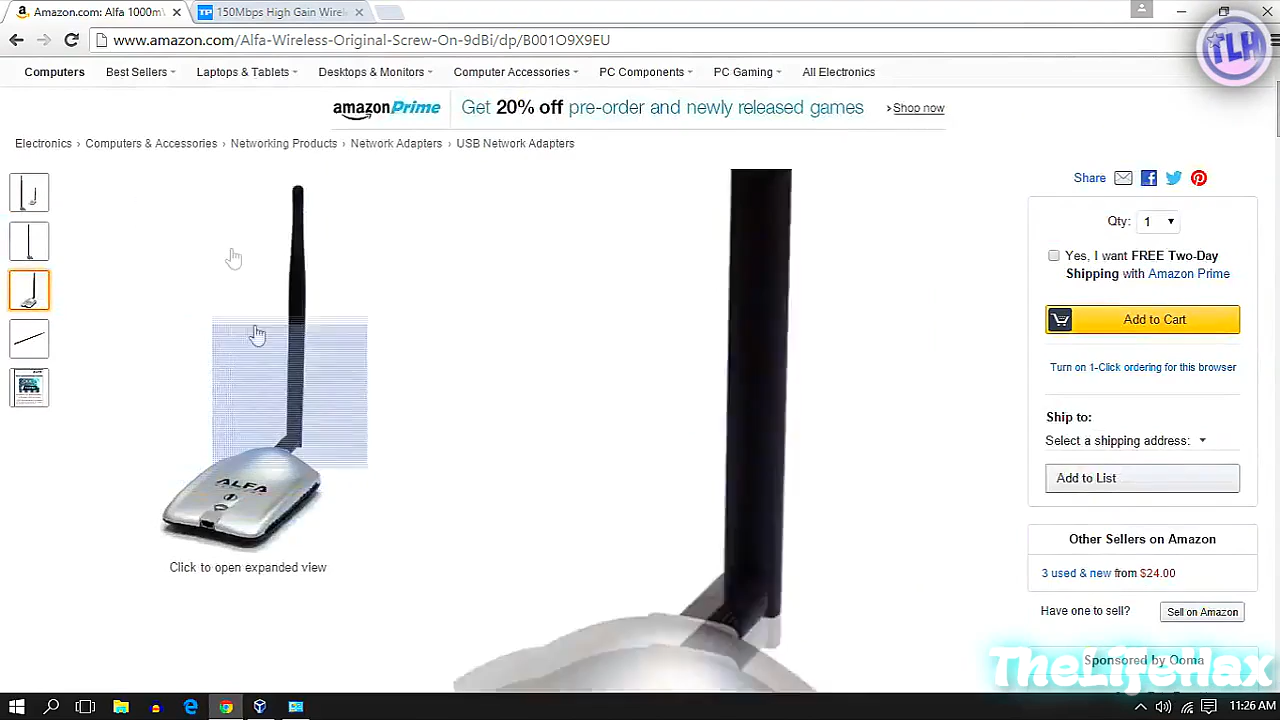 Amazon.com: Alfa 1000m
150Mbps High Gain Wirele
www.amazon.com/Alfa-Wireless-Original-Screw-On-9dBi/dp/B001O9X9EU
TLH
Computers Best Sellers Laptops & Tablets Desktops & Monitors Computer Accessories PC Components PC Gaming All Electronics
amazonPrime Get 20% off pre-order and newly released games › Shop now
Electronics › Computers & Accessories › Networking Products › Network Adapters › USB Network Adapters
Share
Qty: 1
Yes, I want FREE Two-Day
Shipping with Amazon Prime
Add to Cart
Turn on 1-Click ordering for this browser
Ship to:
Select a shipping address:
Add to List
Other Sellers on Amazon
3 used & new from $24.00
Have one to sell? Sell on Amazon
ALFA
Click to open expanded view
Sponsored by Ooma
TheLifeHax
11:26 AM